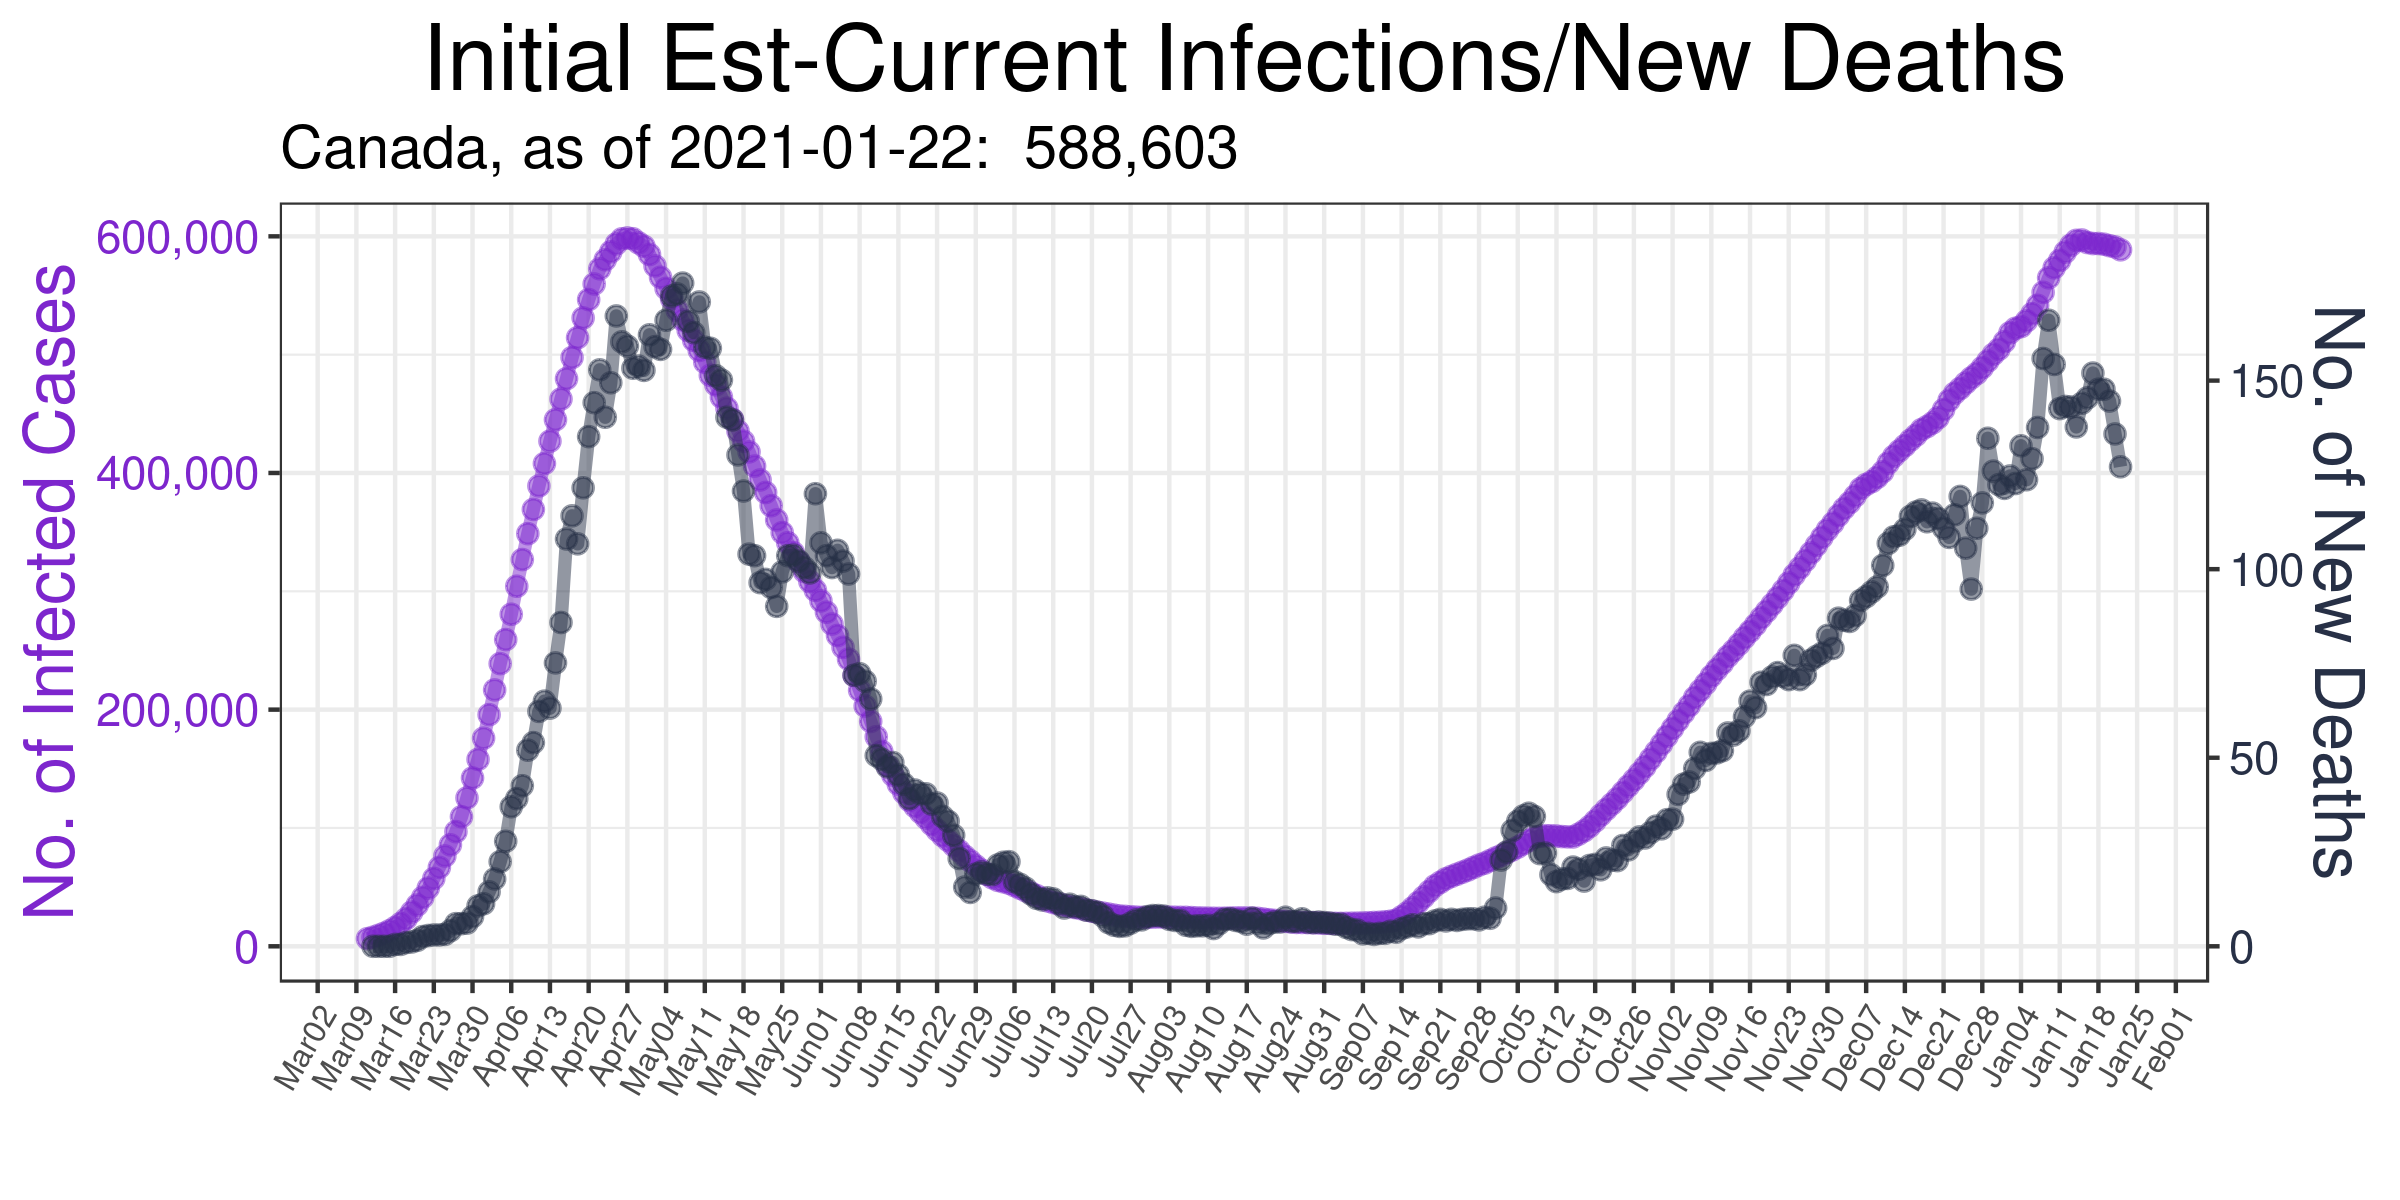 Initial Est-Current Infections/New Deaths
Canada, as of 2021-01-22:  588,603
No. of Infected Cases
600,000
400,000
200,000
0
No. of New Deaths
150
100
50
0
Mar02
Mar09
Mar16
Mar23
Mar30
Apr06
Apr13
Apr20
Apr27
May04
May11
May18
May25
Jun01
Jun08
Jun15
Jun22
Jun29
Jul06
Jul13
Jul20
Jul27
Aug03
Aug10
Aug17
Aug24
Aug31
Sep07
Sep14
Sep21
Sep28
Oct05
Oct12
Oct19
Oct26
Nov02
Nov09
Nov16
Nov23
Nov30
Dec07
Dec14
Dec21
Dec28
Jan04
Jan11
Jan18
Jan25
Feb01